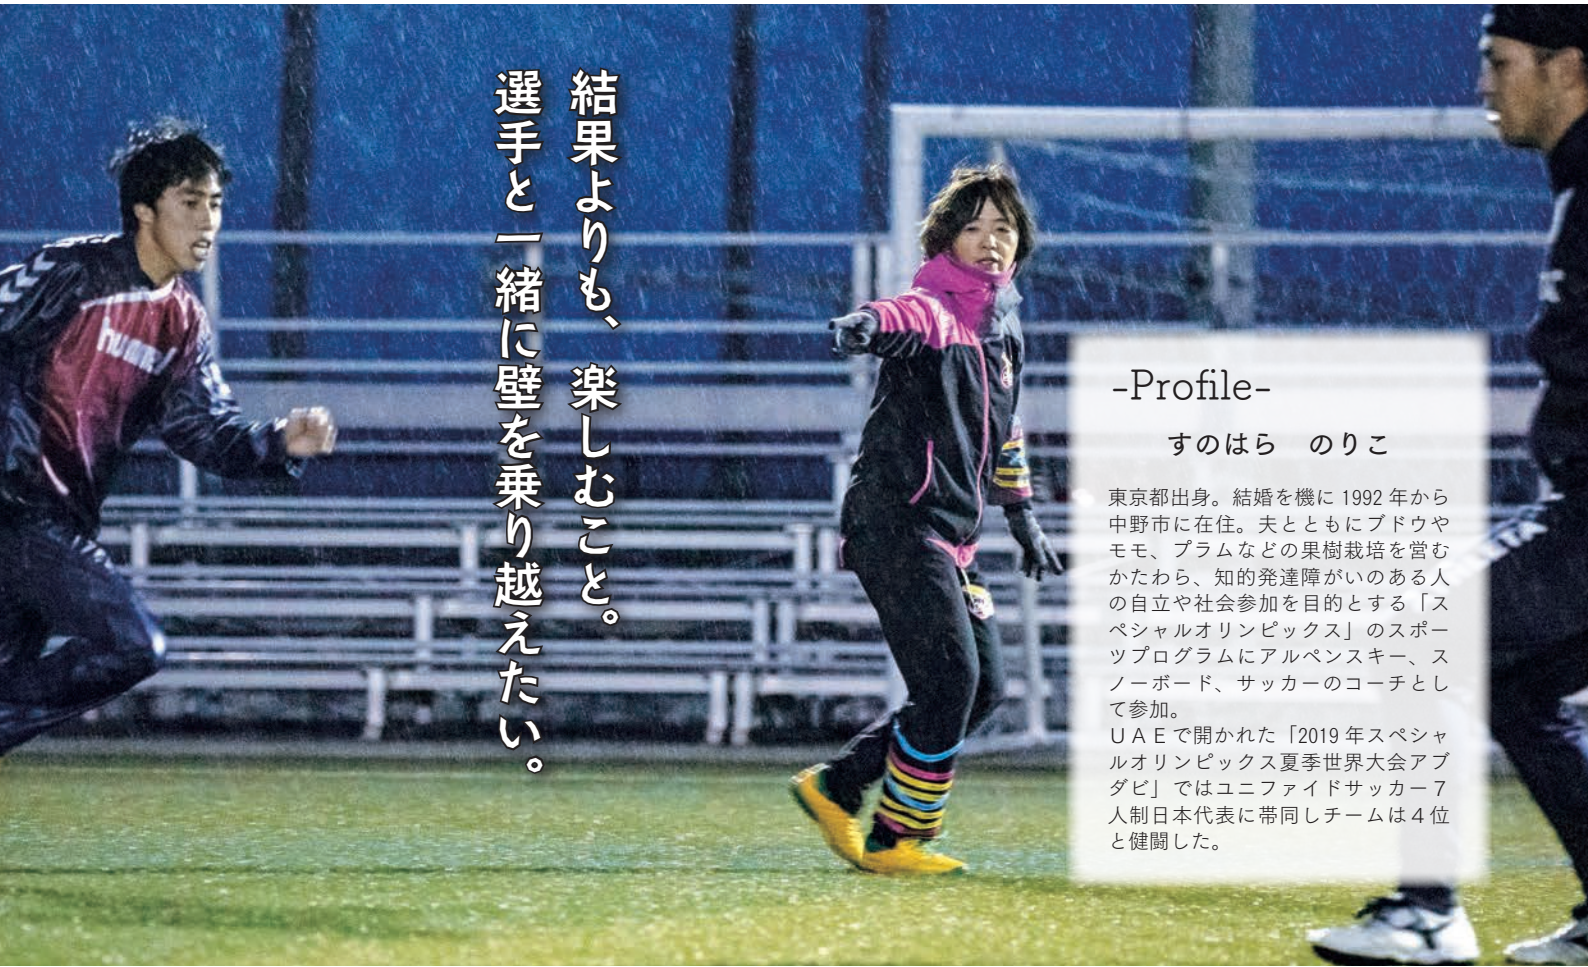 結果よりも、楽しむこと。
選手と一緒に壁を乗り越えたい。
-Profile-
すのはら　のりこ
東京都出身。結婚を機に 1992 年から
中野市に在住。夫とともにブドウや
モモ、プラムなどの果樹栽培を営む
かたわら、知的発達障がいのある人
の自立や社会参加を目的とする「ス
ペシャルオリンピックス」のスポー
ツプログラムにアルペンスキー、ス
ノーボード、サッカーのコーチとし
て参加。
ＵＡＥで開かれた「2019 年スペシャ
ルオリンピックス夏季世界大会アブ
ダビ」ではユニファイドサッカー７
人制日本代表に帯同しチームは４位
と健闘した。
hummel